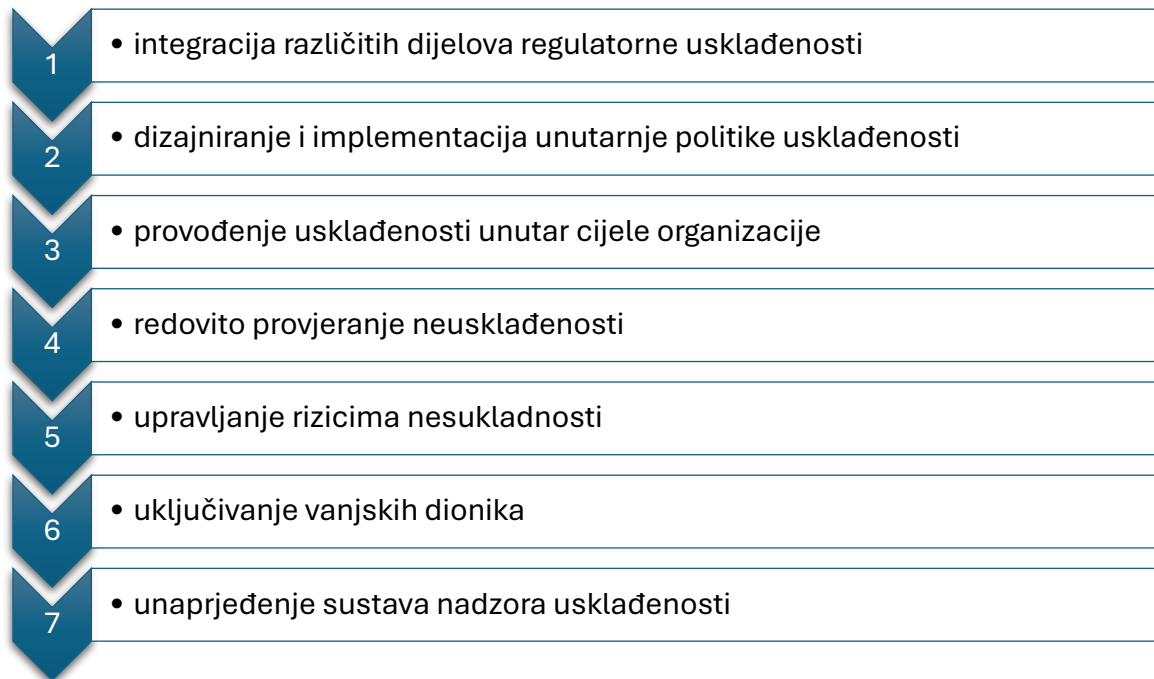 1
• integracija različitih dijelova regulatorne usklađenosti
2
• dizajniranje i implementacija unutarnje politike usklađenosti
3
• provođenje usklađenosti unutar cijele organizacije
4
• redovito provjeranje neusklađenosti
5
• upravljanje rizicima nesukladnosti
6
• uključivanje vanjskih dionika
7
• unaprjeđenje sustava nadzora usklađenosti